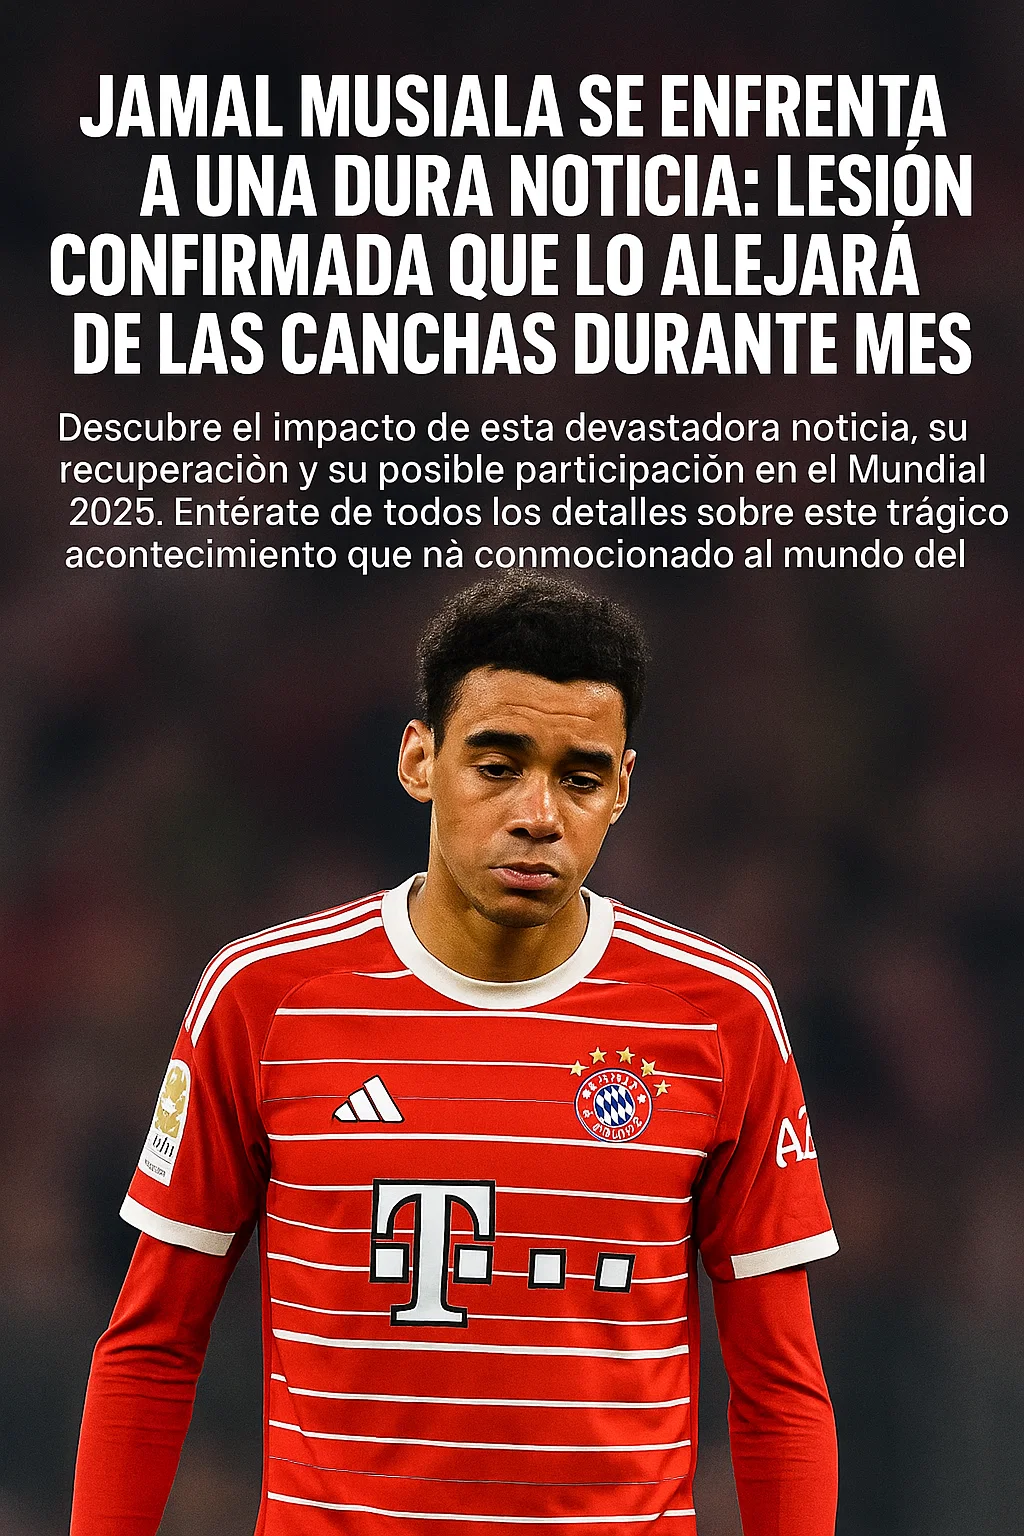 JAMAL MUSIALA SE ENFRENTA
A UNA DURA NOTICIA: LESIÓN
CONFIRMADA QUE LO ALEJARÁ
DE LAS CANCHAS DURANTE MES
Descubre el impacto de esta devastadora noticia, su
recuperaciòn y su posible participaciǒn en el Mundial
2025. Entérate de todos los detalles sobre este trágico
acontecimiento que nà conmocionado al mundo del
T